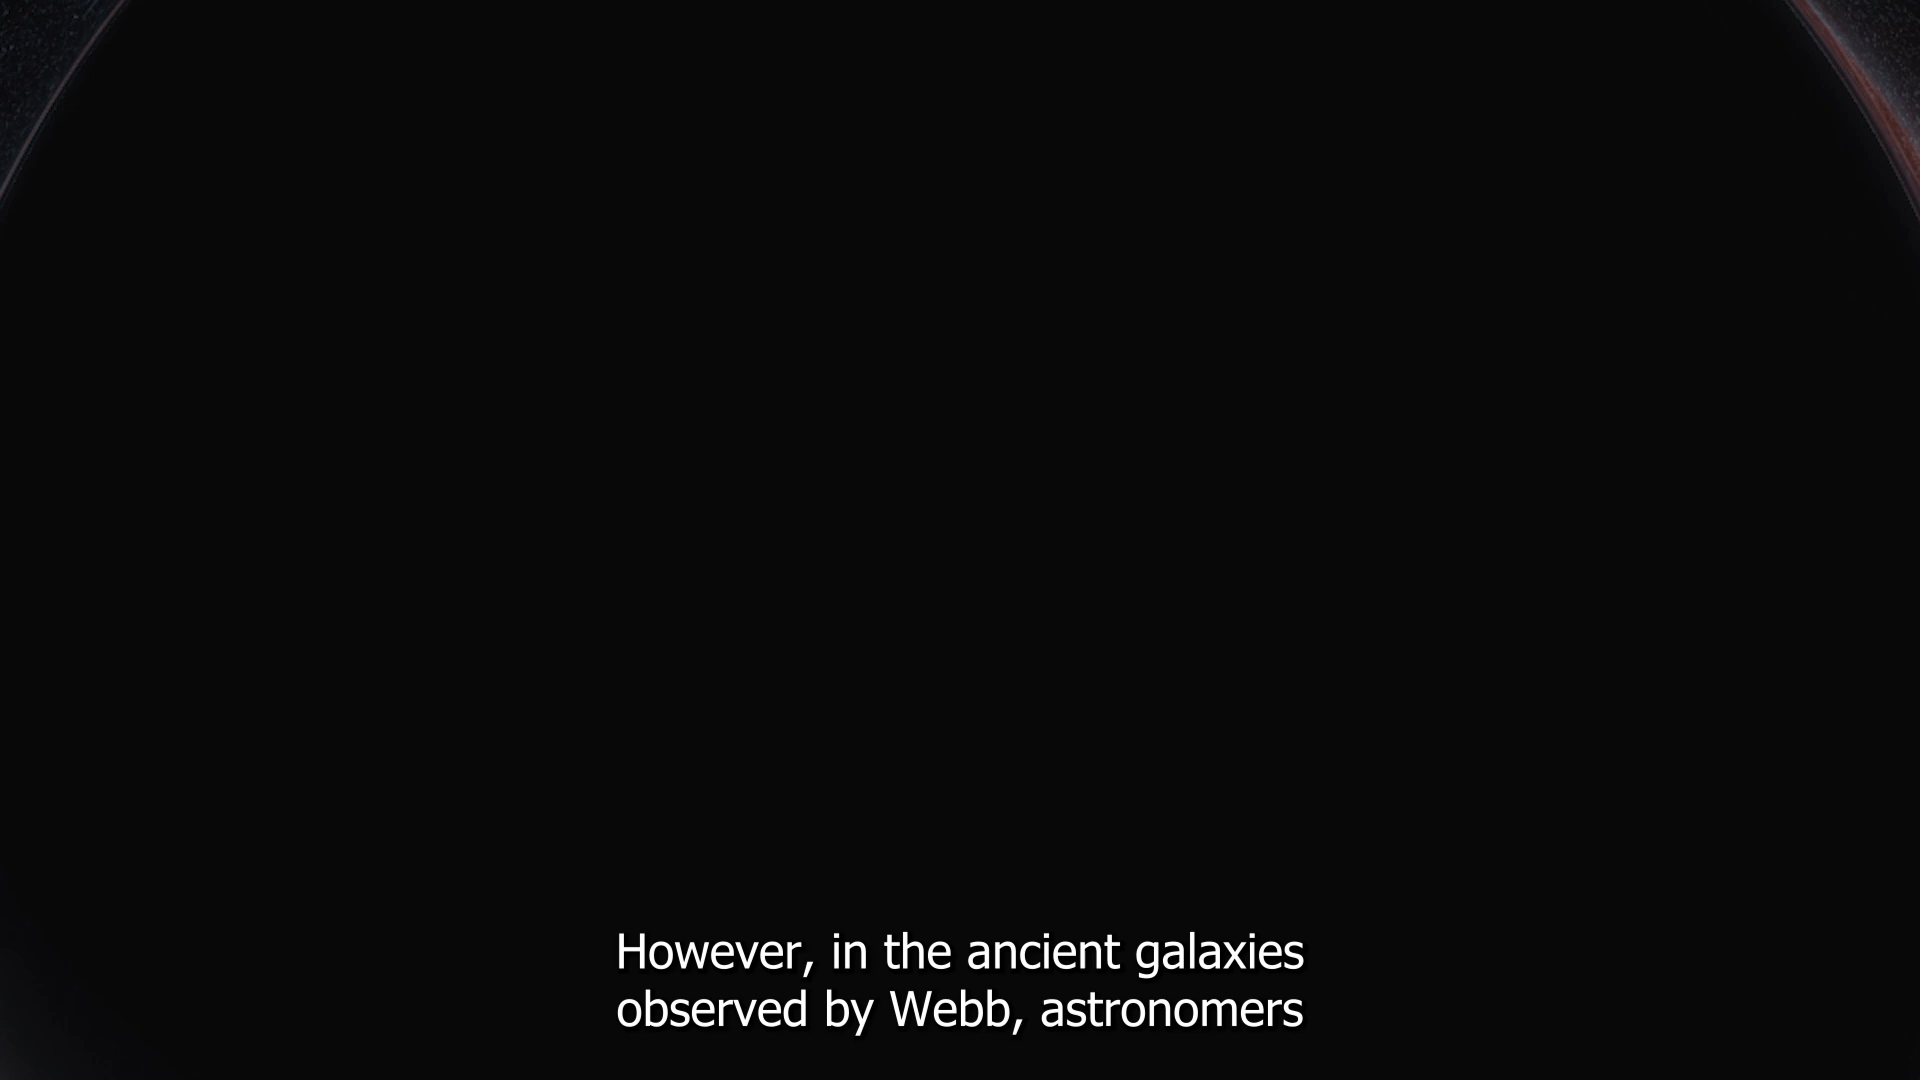 However, in the ancient galaxies
observed by Webb, astronomers